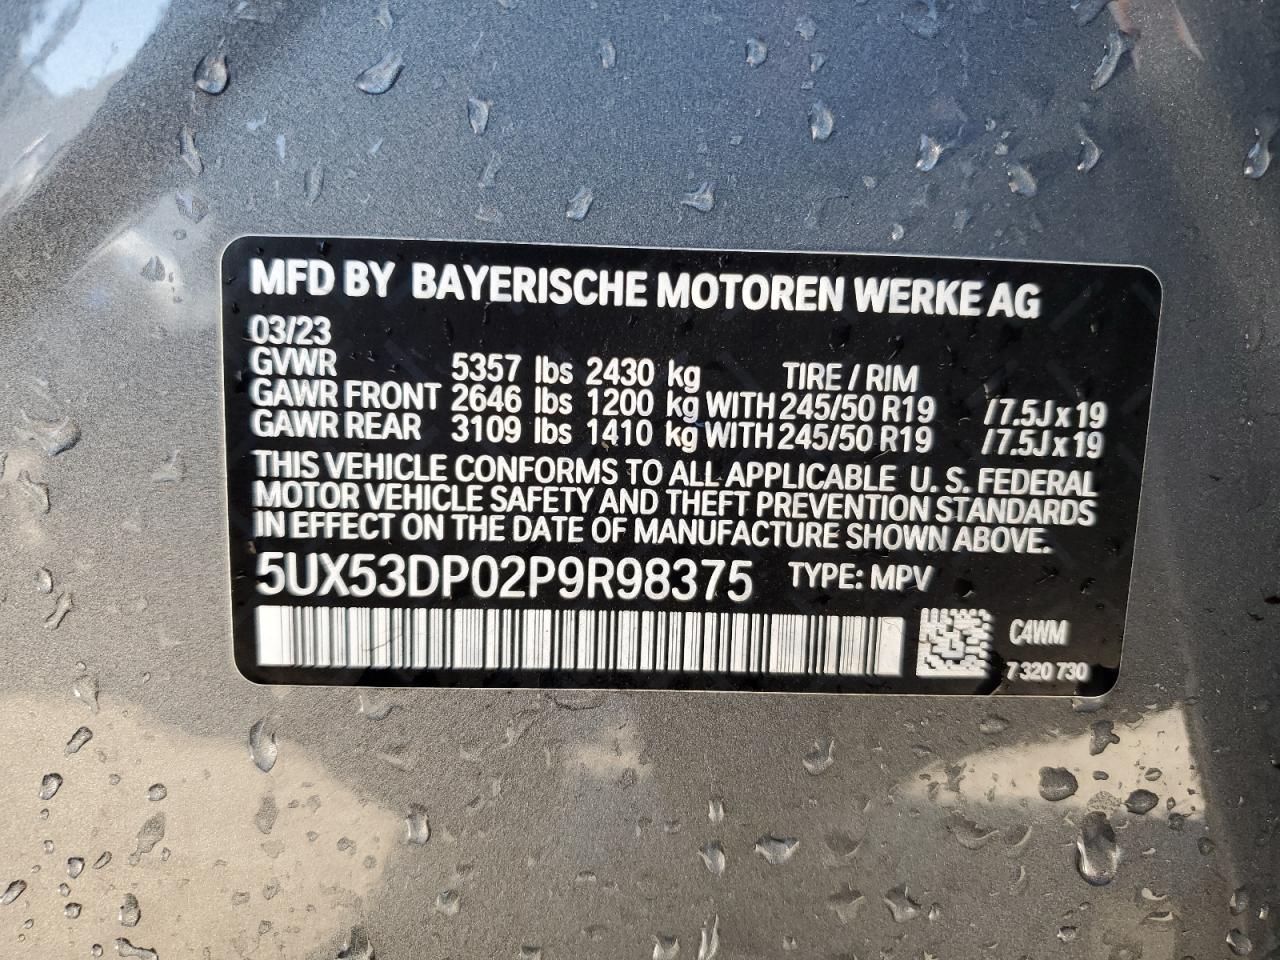 MFD BY BAYERISCHE MOTOREN WERKE AG
03/23
GVWR 5357 lbs 2430 kg TIRE / RIM
GAWR FRONT 2646 lbs 1200 kg WITH 245/50 R19 /7.5J x 19
GAWR REAR 3109 lbs 1410 kg WITH 245/50 R19 /7.5J x 19
THIS VEHICLE CONFORMS TO ALL APPLICABLE U. S. FEDERAL
MOTOR VEHICLE SAFETY AND THEFT PREVENTION STANDARDS
IN EFFECT ON THE DATE OF MANUFACTURE SHOWN ABOVE.
5UX53DP02P9R98375 TYPE: MPV
C4WM
7 320 730